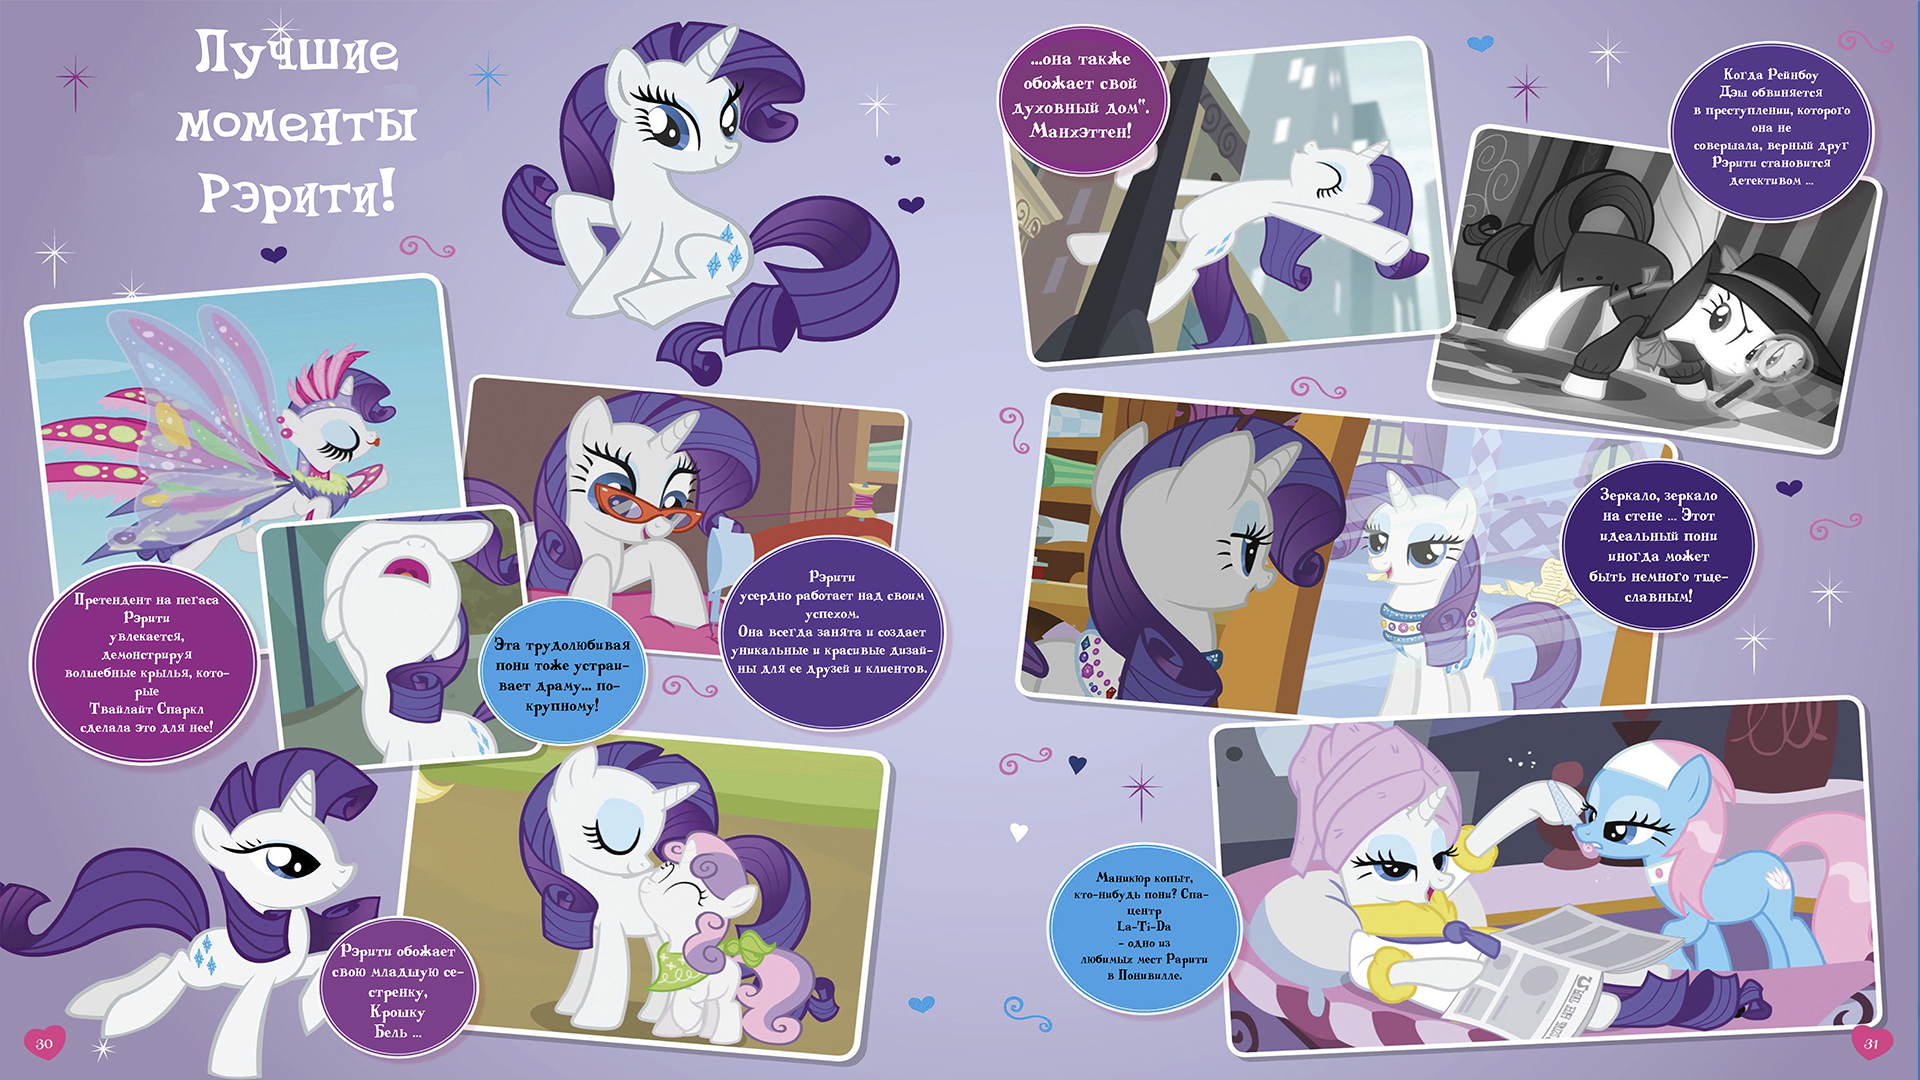 Лучшие
моменты
Рэрити!
Претендент на пегаса
Рэрити
увлекается,
демонстрируя
волшебные крылья, кото-
рые
Твайлайт Спаркл
сделала это для нее!
Эта трудолюбивая
пони тоже устраи-
вает драму... по-
крупному!
Рэрити
усердно работает над своим
успехом.
Она всегда занята и создает
уникальные и красивые дизай-
ны для ее друзей и клиентов.
Рэрити обожает
свою младшую се-
стренку,
Крошку
Бель ...
30
...она также
обожает свой
духовный дом".
Манхэттен!
Когда Рейнбоу
Дэш обвиняется
в преступлении, которого
она не
совершала, верный друг
Рэрити становится
детективом ...
Зеркало, зеркало
на стене ... Этот
идеальный пони
иногда может
быть немного тще-
славным!
Маникюр копыт,
кто-нибудь пони? Спа-
центр
La-Ti-Da
- одно из
любимых мест Рарити
в Понивилле.
31